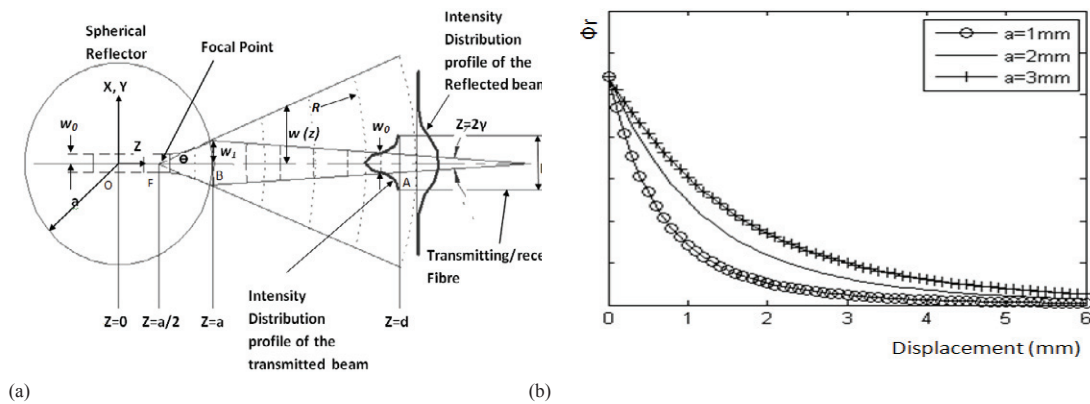 Spherical
Reflector
Focal Point
Intensity
Distribution
profile of the
Reflected beam
X, Y
R
w0
w (z)
w0
Z=2γ
Z
Θ
w1
O
F
B
A
a
Transmitting/rece
Fibre
Intensity
Distribution
profile of the
transmitted beam
Z=0
Z=a/2
Z=a
Z=d
(a)
Φr
a=1mm
a=2mm
a=3mm
0
1
2
3
4
5
6
Displacement (mm)
(b)